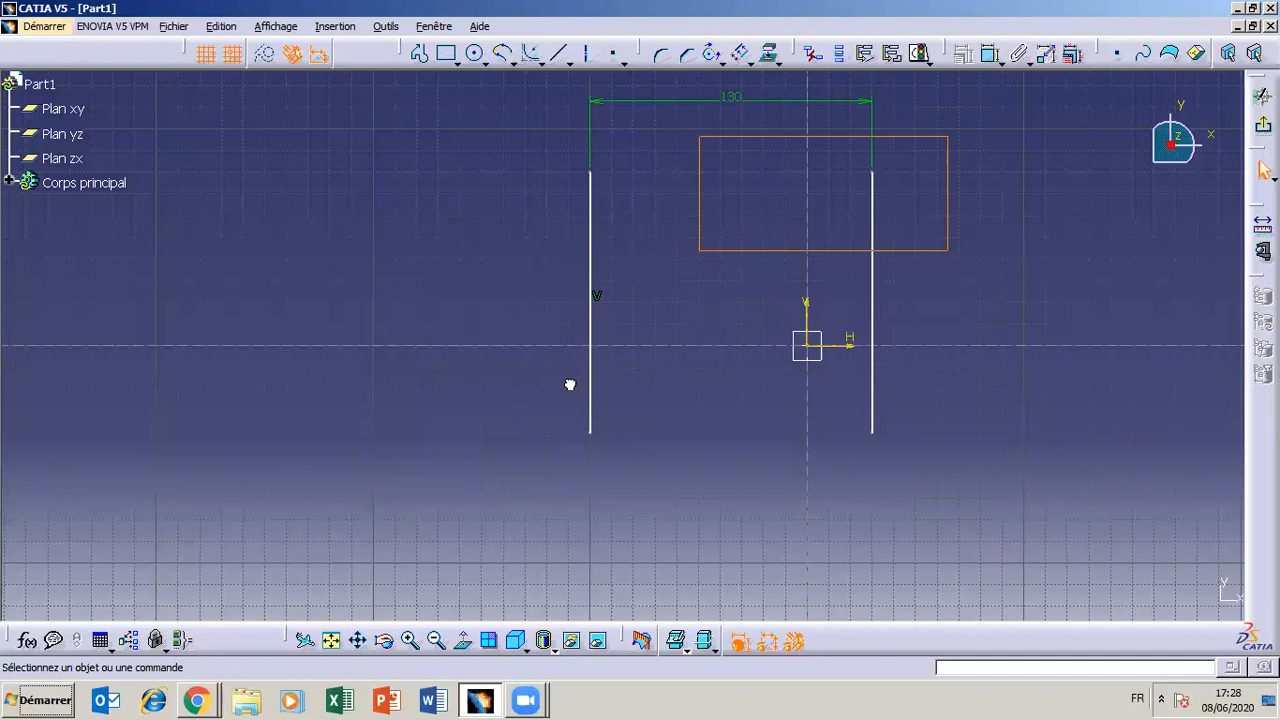 CATIA V5 - [Part1]
Démarrer ENOVIA V5 VPM Fichier Edition Affichage Insertion Outils Fenêtre Aide
f(x)
Part1
Plan xy
Plan yz
Plan zx
Corps principal
130
V
V
H
y
x
z
y
x
CATIA
Sélectionnez un objet ou une commande
Démarrer
FR
17:28
08/06/2020